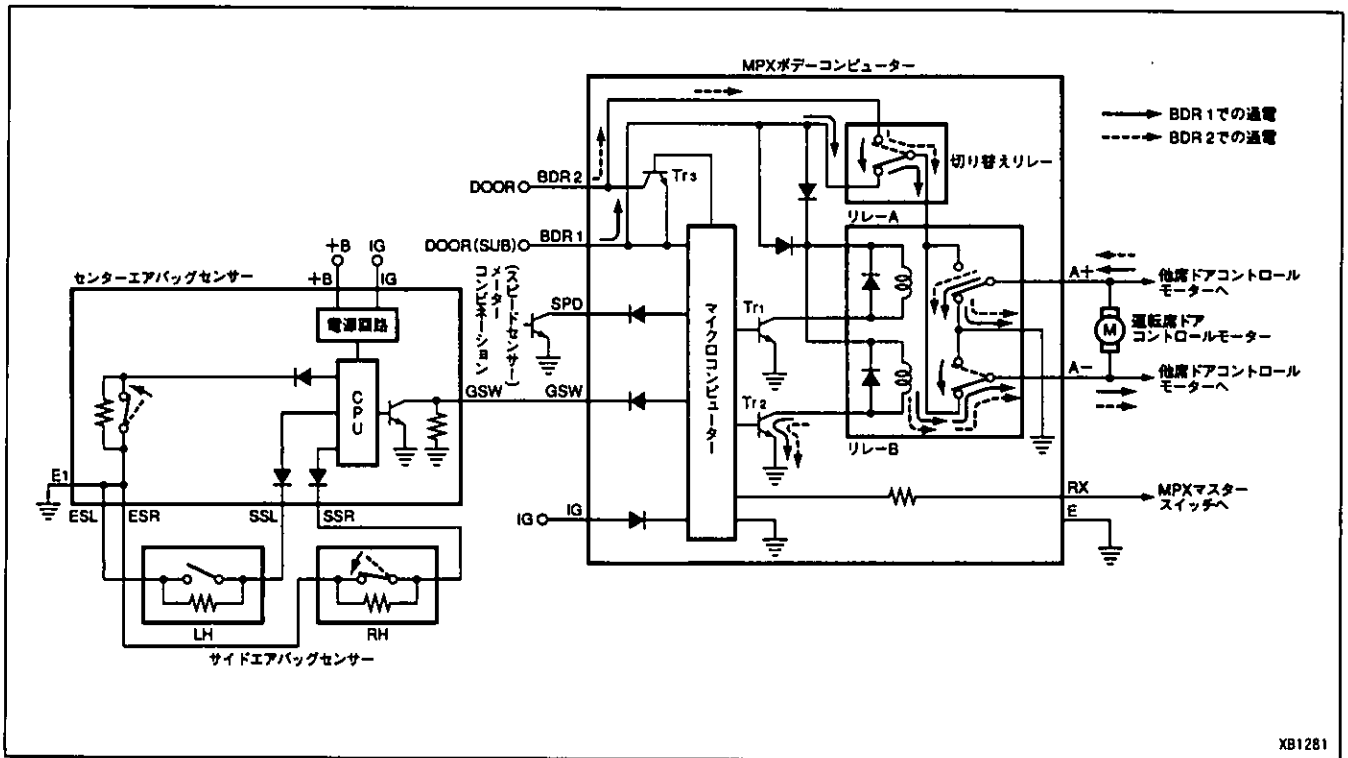 MPXボデーコンピューター
BDR 1での通電
BDR 2での通電
切り替えリレー
DOOR
BDR 2
Tr3
DOOR(SUB)
BDR 1
リレーA
+B
IG
センターエアバッグセンサー
+B
IG
電源回路
CPU
コンビネーション
メーター
(スピードセンサー)
SPD
GSW
GSW
マイクロコンピューター
Tr1
Tr2
A+
他席ドアコントロール
モーターへ
M
運転席ドア
コントロールモーター
A−
他席ドアコントロール
モーターへ
リレーB
E1
ESL
ESR
SSL
SSR
IG
IG
RX
MPXマスター
スイッチへ
E
LH
RH
サイドエアバッグセンサー
XB1281